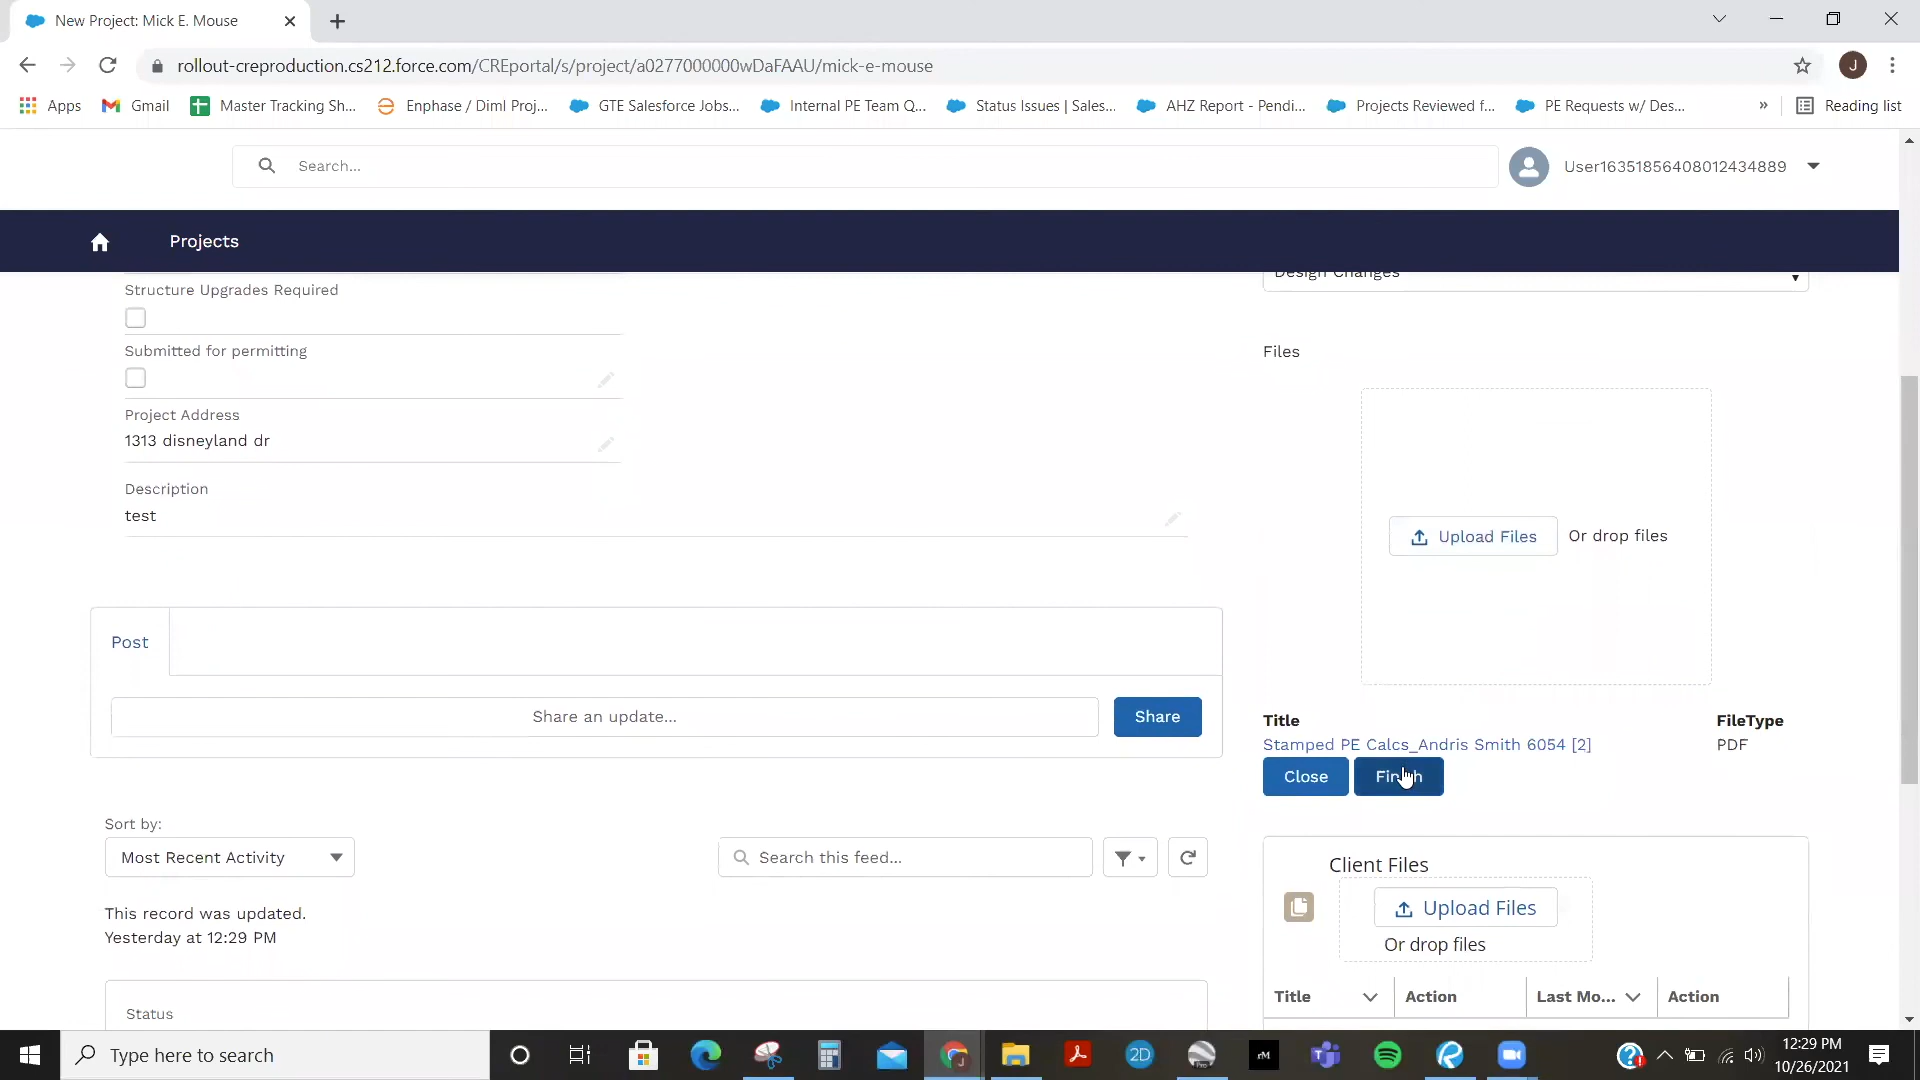 New Project: Mick E. Mouse
rollout-creproduction.cs212.force.com/CREportal/s/project/a0277000000wDaFAAU/mick-e-mouse
J
Apps Gmail Master Tracking Sh... Enphase / Diml Proj... GTE Salesforce Jobs... Internal PE Team Q... Status Issues | Sales... AHZ Report - Pendi... Projects Reviewed f... PE Requests w/ Des... » Reading list
Search...
User16351856408012434889
Projects
Design Changes
Structure Upgrades Required
Submitted for permitting
Project Address
1313 disneyland dr
Description
test
Files
Upload Files Or drop files
Post
Share an update... Share
Title FileType
Stamped PE Calcs_Andris Smith 6054 [2] PDF
Close Finish
Sort by:
Most Recent Activity
Search this feed...
This record was updated.
Yesterday at 12:29 PM
Status
Client Files
Upload Files
Or drop files
Title Action Last Mo... Action
Type here to search
2D
rM
12:29 PM
10/26/2021